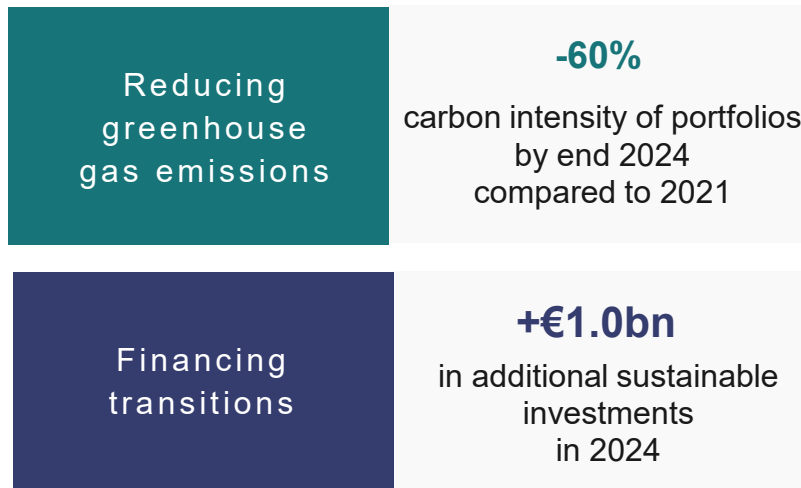 Reducing
greenhouse
gas emissions
-60%
carbon intensity of portfolios
by end 2024
compared to 2021
Financing
transitions
+€1.0bn
in additional sustainable
investments
in 2024